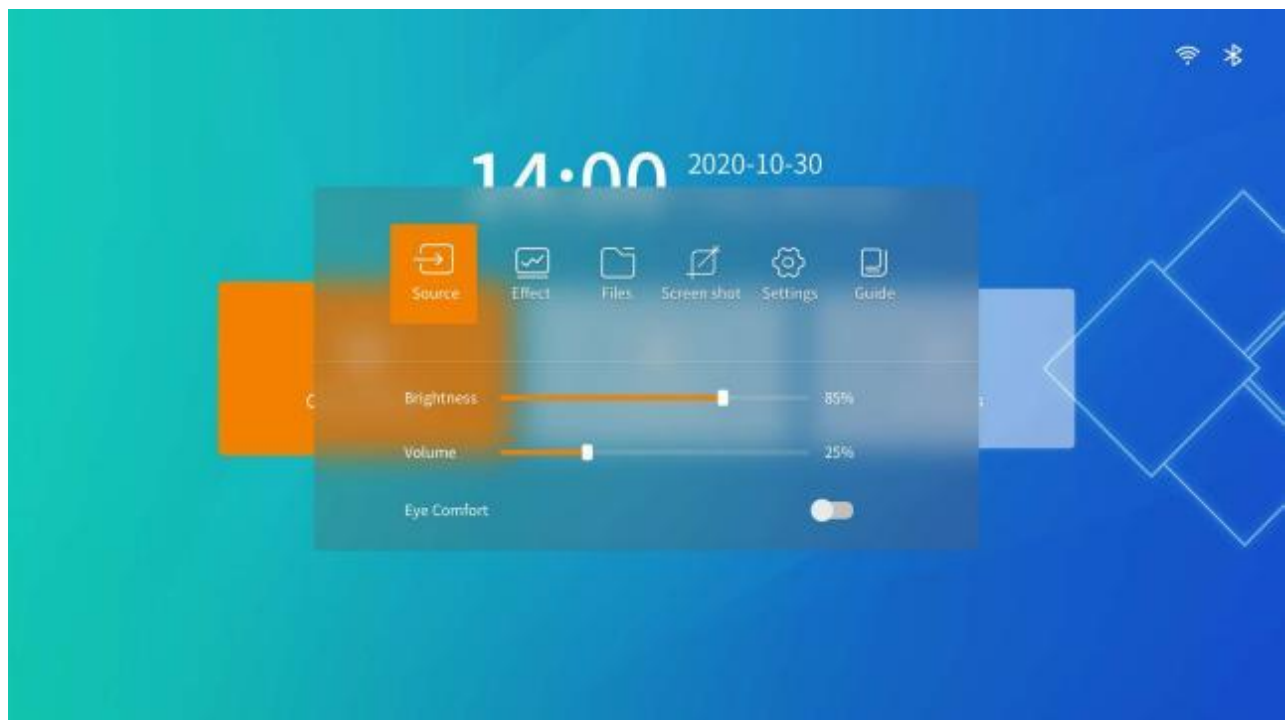 14:00 2020-10-30
Source Effect Files Screen shot Settings Guide
Brightness 85%
Volume 25%
Eye Comfort